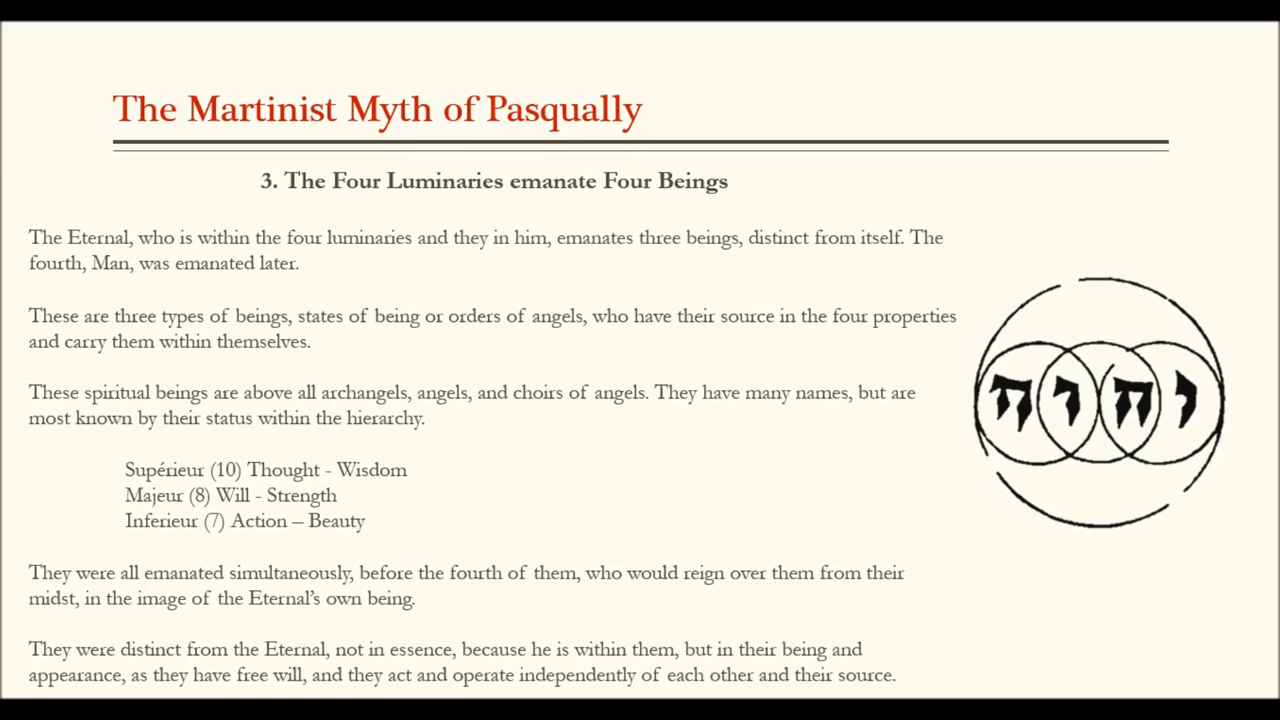 The Martinist Myth of Pasqually
3. The Four Luminaries emanate Four Beings
The Eternal, who is within the four luminaries and they in him, emanates three beings, distinct from itself. The
fourth, Man, was emanated later.
These are three types of beings, states of being or orders of angels, who have their source in the four properties
and carry them within themselves.
These spiritual beings are above all archangels, angels, and choirs of angels. They have many names, but are
most known by their status within the hierarchy.
Supérieur (10) Thought - Wisdom
Majeur (8) Will - Strength
Inferieur (7) Action – Beauty
They were all emanated simultaneously, before the fourth of them, who would reign over them from their
midst, in the image of the Eternal’s own being.
They were distinct from the Eternal, not in essence, because he is within them, but in their being and
appearance, as they have free will, and they act and operate independently of each other and their source.
יהוה